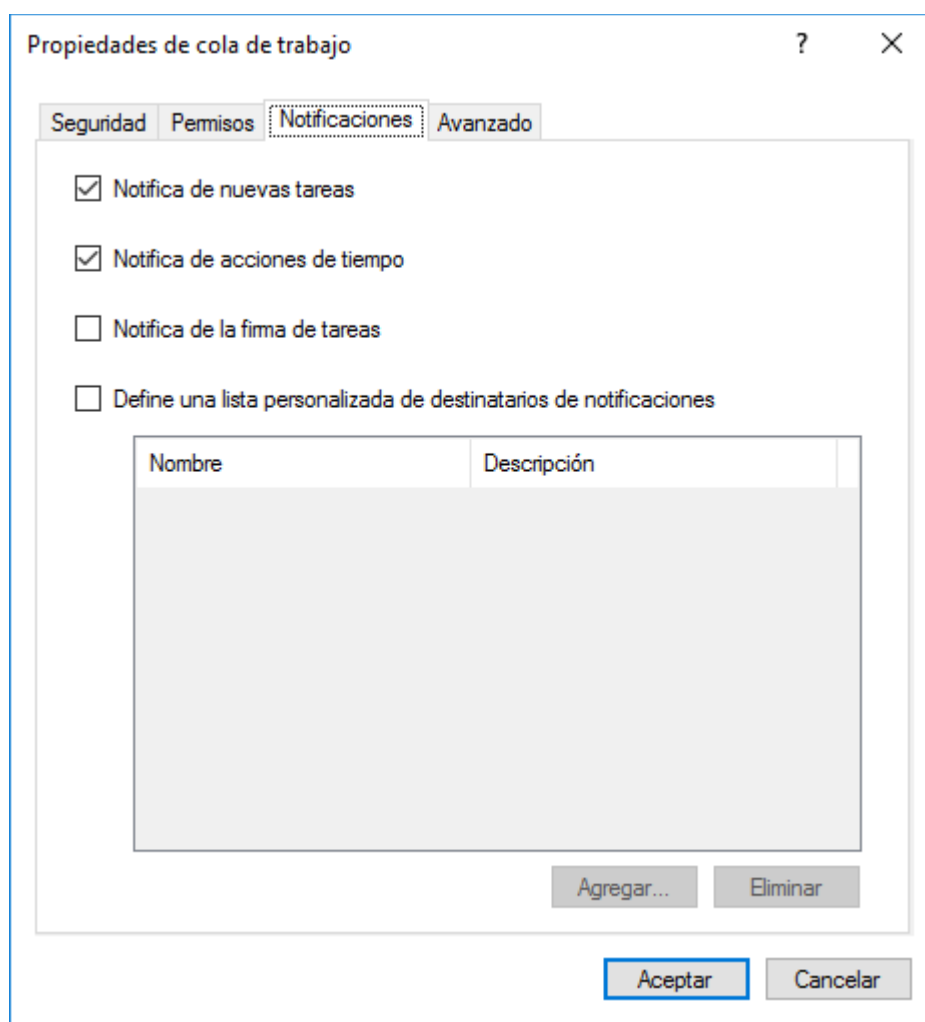 Propiedades de cola de trabajo ?
Seguridad Permisos Notificaciones Avanzado
Notifica de nuevas tareas
Notifica de acciones de tiempo
Notifica de la firma de tareas
Define una lista personalizada de destinatarios de notificaciones
Nombre Descripción
Agregar... Eliminar
Aceptar Cancelar